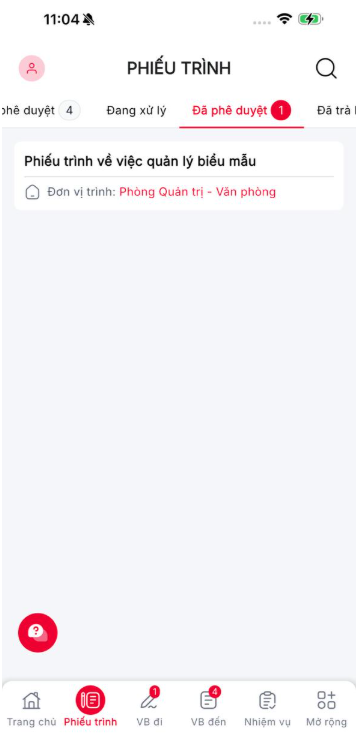 11:04
PHIẾU TRÌNH
phê duyệt 4 Đang xử lý Đã phê duyệt 1 Đã trả
Phiếu trình về việc quản lý biểu mẫu
Đơn vị trình: Phòng Quản trị - Văn phòng
?
1 4
Trang chủ Phiếu trình VB đi VB đến Nhiệm vụ Mở rộng